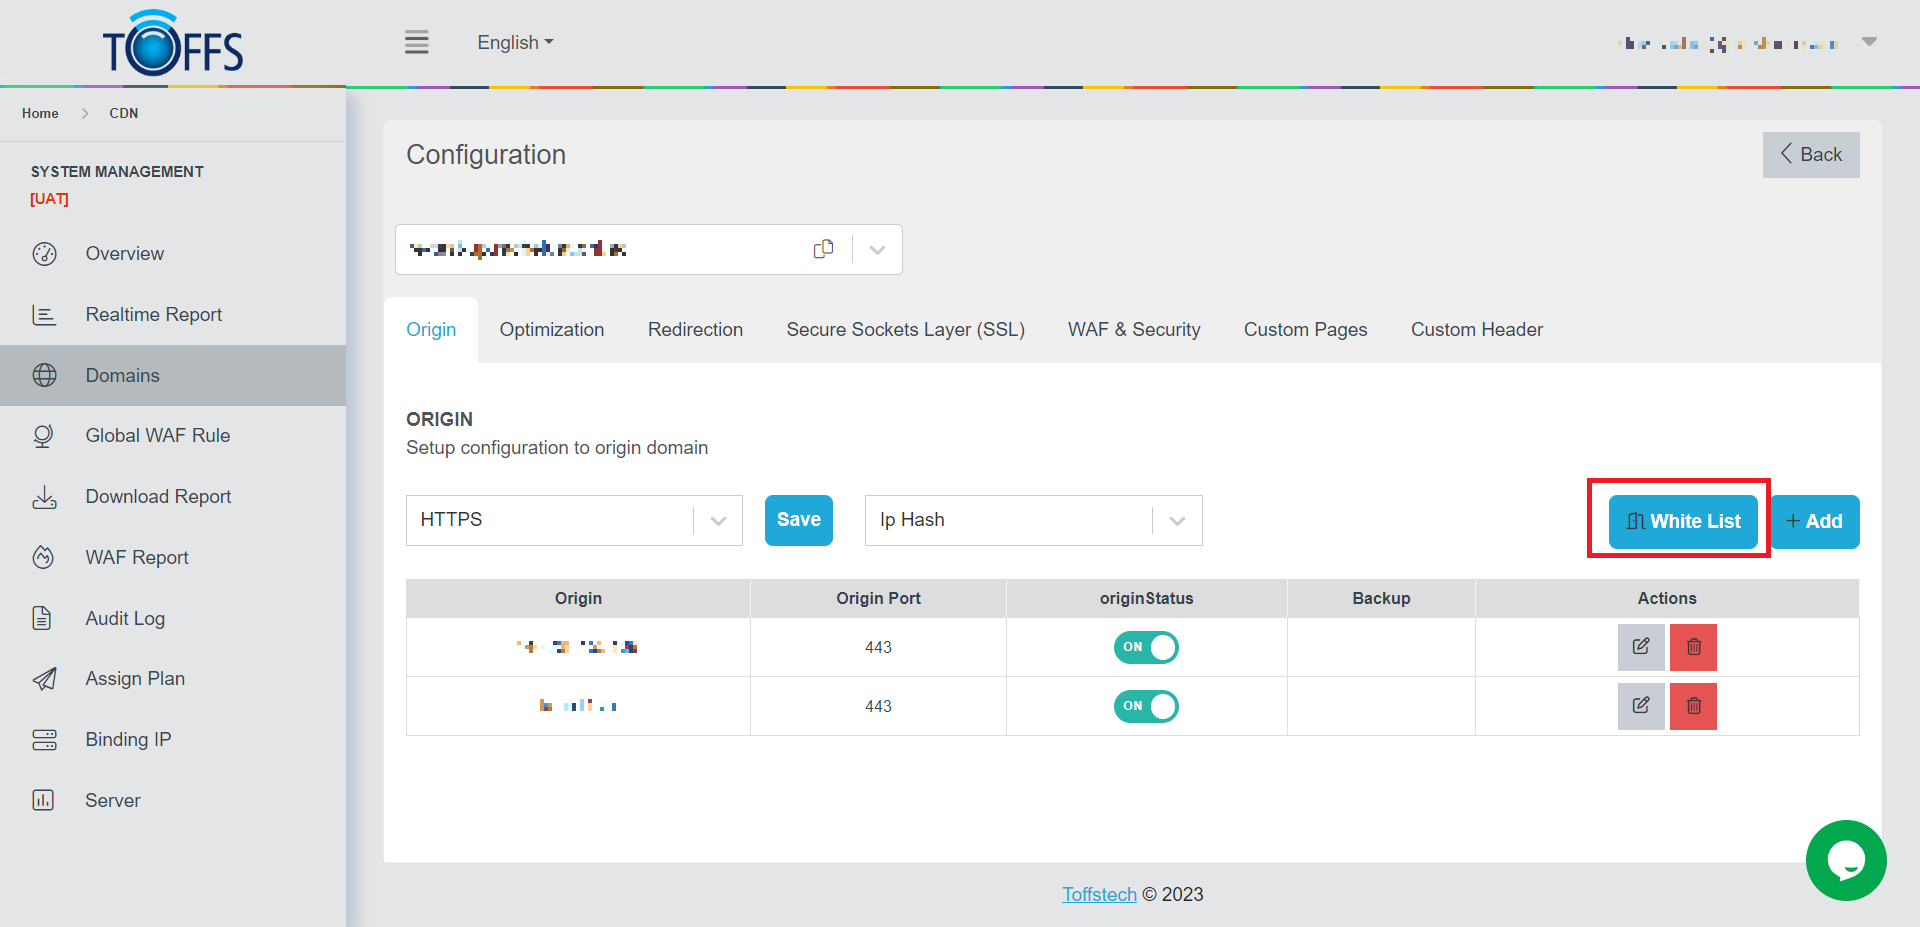 TOFFS
English
Home > CDN
SYSTEM MANAGEMENT
[UAT]
Overview
Realtime Report
Domains
Global WAF Rule
Download Report
WAF Report
Audit Log
Assign Plan
Binding IP
Server
Configuration
Back
Origin Optimization Redirection Secure Sockets Layer (SSL) WAF & Security Custom Pages Custom Header
ORIGIN
Setup configuration to origin domain
HTTPS Save Ip Hash White List + Add
Origin Origin Port originStatus Backup Actions
443 ON
443 ON
Toffstech © 2023